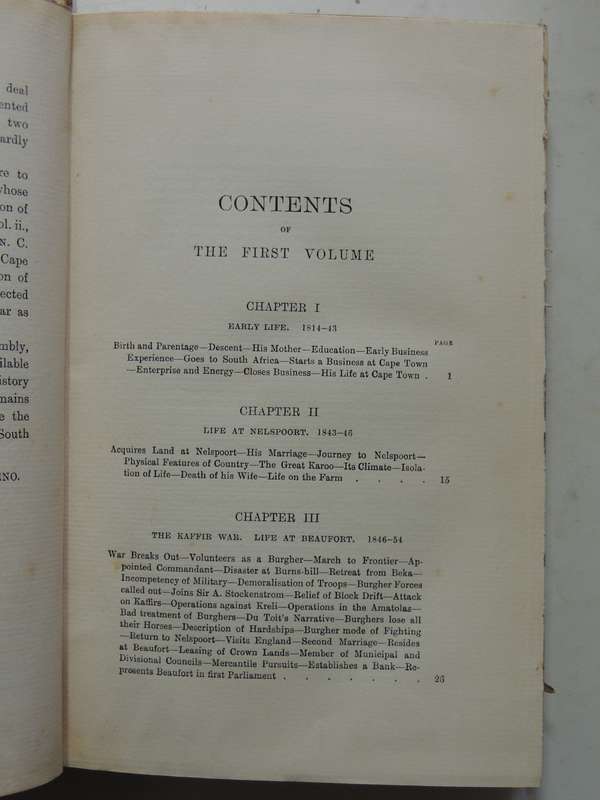 deal
ented
two
ardly
re to
whose
on of
ol. ii.,
N. C.
Cape
on of
ected
ar as
mbly,
ilable
istory
mains
e the
South
NO.
CONTENTS
OF
THE FIRST VOLUME
CHAPTER I
EARLY LIFE. 1814-43
PAGE
Birth and Parentage—Descent—His Mother—Education—Early Business
Experience—Goes to South Africa—Starts a Business at Cape Town
—Enterprise and Energy—Closes Business—His Life at Cape Town . 1
CHAPTER II
LIFE AT NELSPOORT. 1843-46
Acquires Land at Nelspoort—His Marriage—Journey to Nelspoort—
Physical Features of Country—The Great Karoo—Its Climate—Isola-
tion of Life—Death of his Wife—Life on the Farm . . . . 15
CHAPTER III
THE KAFFIR WAR. LIFE AT BEAUFORT. 1846-54
War Breaks Out—Volunteers as a Burgher—March to Frontier—Ap-
pointed Commandant—Disaster at Burns-hill—Retreat from Beka—
Incompetency of Military—Demoralisation of Troops—Burgher Forces
called out—Joins Sir A. Stockenstrom—Relief of Block Drift—Attack
on Kaffirs—Operations against Kreli—Operations in the Amatolas—
Bad treatment of Burghers—Du Toit's Narrative—Burghers lose all
their Horses—Description of Hardships—Burgher mode of Fighting
—Return to Nelspoort—Visits England—Second Marriage—Resides
at Beaufort—Leasing of Crown Lands—Member of Municipal and
Divisional Councils—Mercantile Pursuits—Establishes a Bank—Re-
presents Beaufort in first Parliament . . . . . . . 26